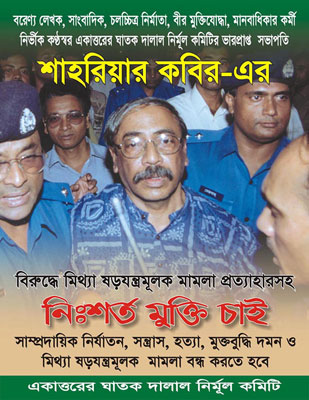 বরেণ্য লেখক, সাংবাদিক, চলচ্চিত্র নির্মাতা, বীর মুক্তিযোদ্ধা, মানবাধিকার কর্মী
নির্ভীক কণ্ঠস্বর একাত্তরের ঘাতক দালাল নির্মূল কমিটির ভারপ্রাপ্ত সভাপতি
শাহরিয়ার কবির-এর
বিরুদ্ধে মিথ্যা ষড়যন্ত্রমূলক মামলা প্রত্যাহারসহ
নিঃশর্ত মুক্তি চাই
সাম্প্রদায়িক নির্যাতন, সন্ত্রাস, হত্যা, মুক্তবুদ্ধি দমন ও
মিথ্যা ষড়যন্ত্রমূলক মামলা বন্ধ করতে হবে
একাত্তরের ঘাতক দালাল নির্মূল কমিটি